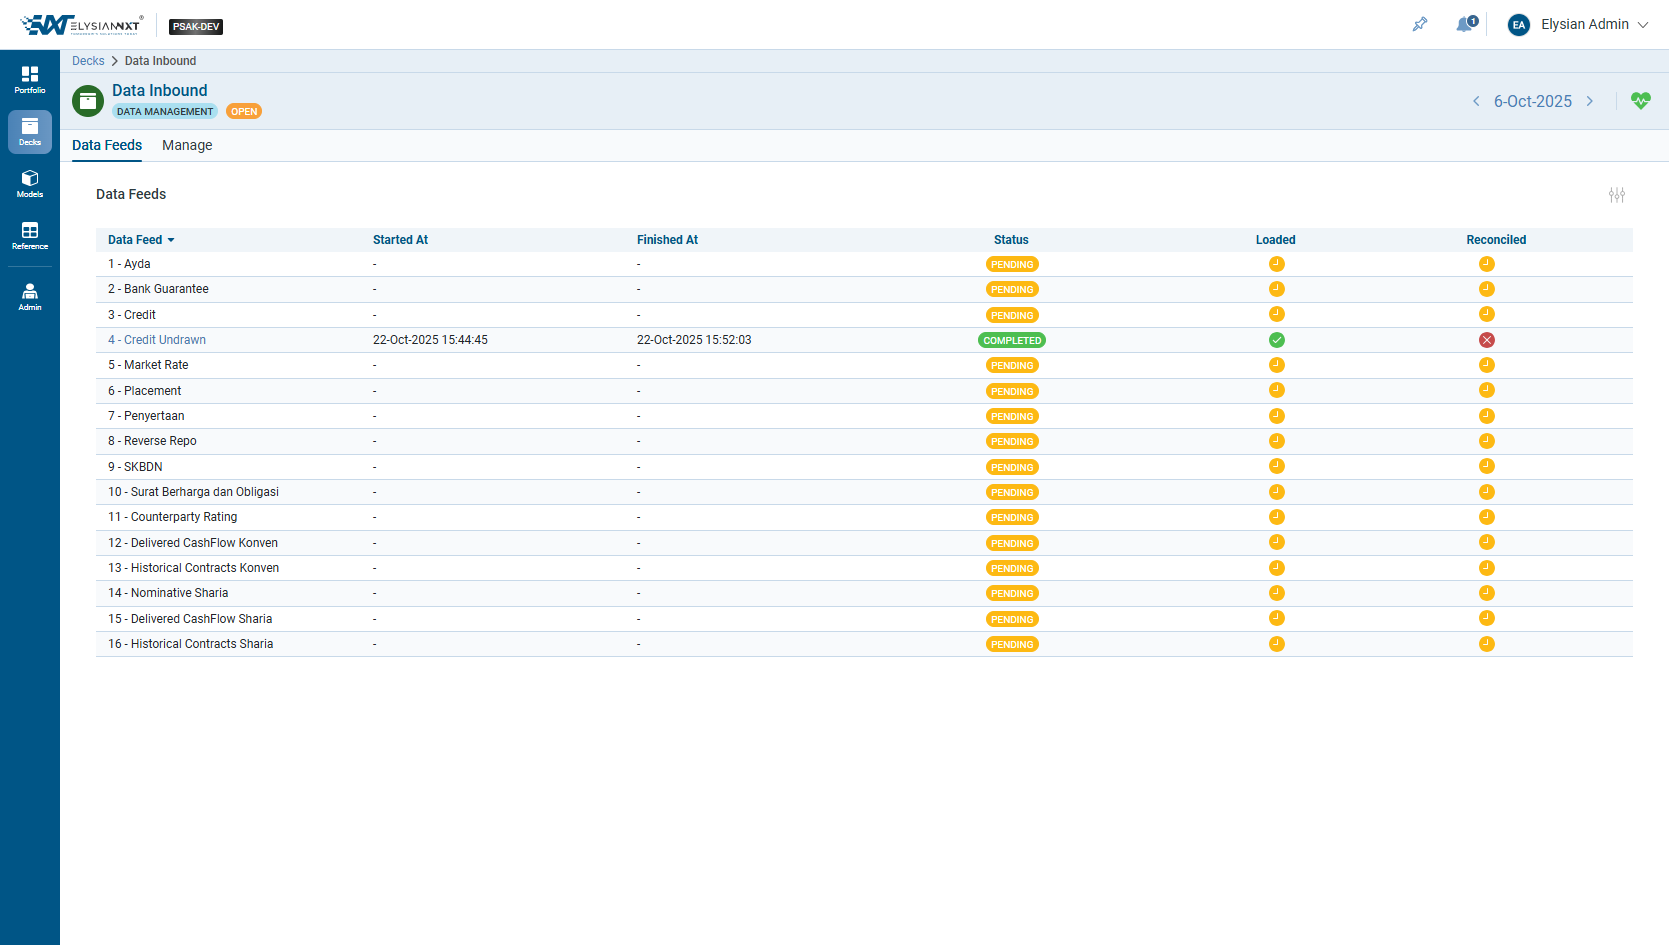 ELYSIANNXT
TOMORROW'S SOLUTIONS TODAY
PSAK-DEV
1
EA
Elysian Admin
Portfolio
Decks
Models
Reference
Admin
Decks > Data Inbound
Data Inbound
DATA MANAGEMENT OPEN
6-Oct-2025
Data Feeds Manage
Data Feeds
Data Feed Started At Finished At Status Loaded Reconciled
1 - Ayda - - PENDING
2 - Bank Guarantee - - PENDING
3 - Credit - - PENDING
4 - Credit Undrawn 22-Oct-2025 15:44:45 22-Oct-2025 15:52:03 COMPLETED
5 - Market Rate - - PENDING
6 - Placement - - PENDING
7 - Penyertaan - - PENDING
8 - Reverse Repo - - PENDING
9 - SKBDN - - PENDING
10 - Surat Berharga dan Obligasi - - PENDING
11 - Counterparty Rating - - PENDING
12 - Delivered CashFlow Konven - - PENDING
13 - Historical Contracts Konven - - PENDING
14 - Nominative Sharia - - PENDING
15 - Delivered CashFlow Sharia - - PENDING
16 - Historical Contracts Sharia - - PENDING